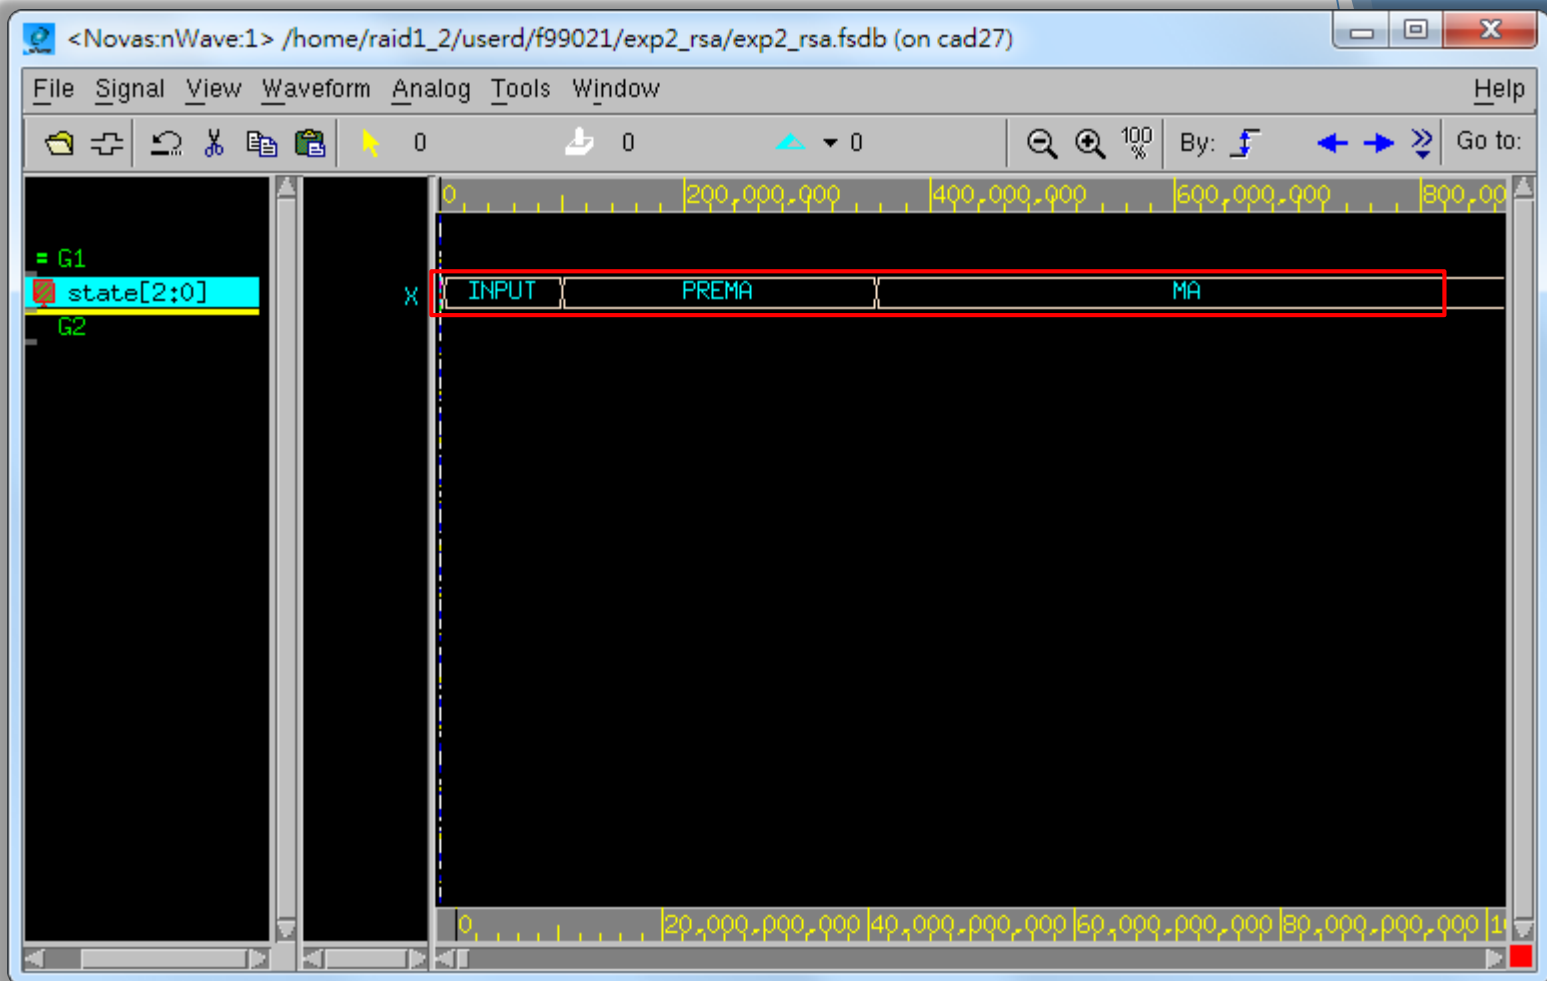 <Novas:nWave:1> /home/raid1_2/userd/f99021/exp2_rsa/exp2_rsa.fsdb (on cad27)
File Signal View Waveform Analog Tools Window Help
0 0 0 100 % By: Go to:
0 200,000,000 400,000,000 600,000,000 800,00
= G1
state[2:0] X INPUT PREMA MA
G2
0 20,000,000,000 40,000,000,000 60,000,000,000 80,000,000,000 10